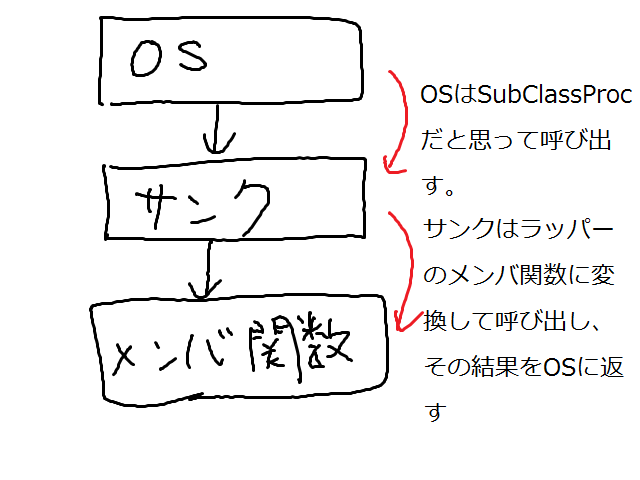 OS
OSはSubClassProc
だと思って呼び出
す。
サンク
サンクはラッパー
のメンバ関数に変
換して呼び出し、
その結果をOSに返
す
メンバ関数